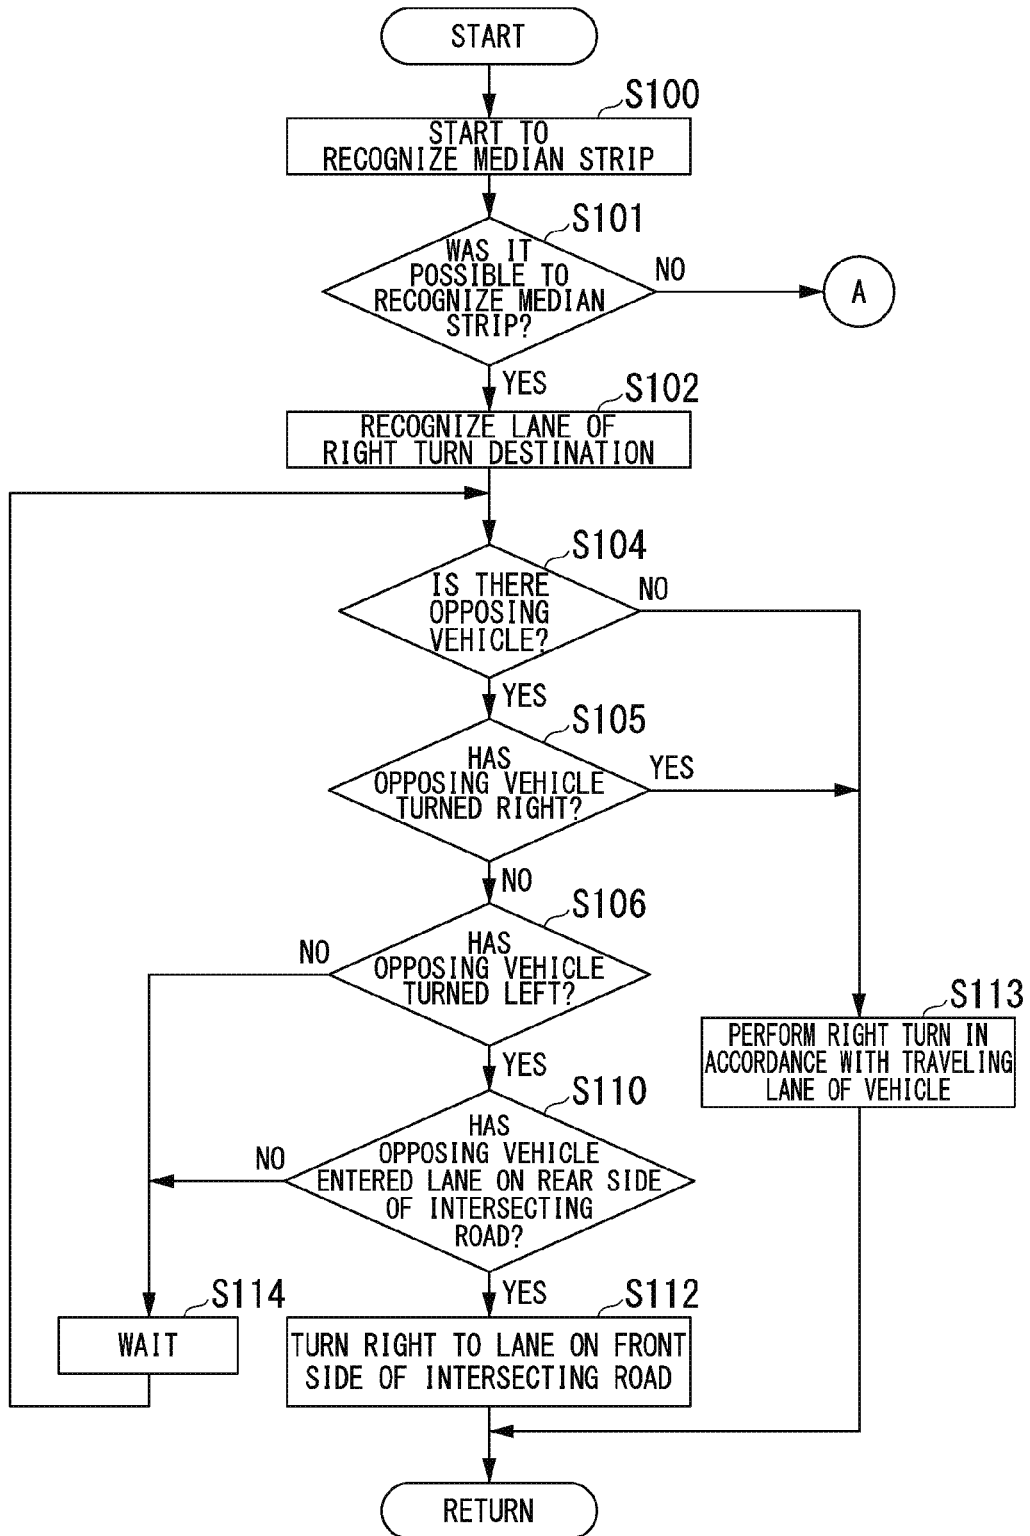 START
S100
START TO
RECOGNIZE MEDIAN STRIP
S101
WAS IT
POSSIBLE TO
RECOGNIZE MEDIAN
STRIP?
NO
A
YES
S102
RECOGNIZE LANE OF
RIGHT TURN DESTINATION
S104
IS THERE
OPPOSING
VEHICLE?
NO
YES
S105
HAS
OPPOSING VEHICLE
TURNED RIGHT?
YES
NO
S106
HAS
OPPOSING VEHICLE
TURNED LEFT?
NO
YES
S113
PERFORM RIGHT TURN IN
ACCORDANCE WITH TRAVELING
LANE OF VEHICLE
S110
HAS
OPPOSING VEHICLE
ENTERED LANE ON REAR SIDE
OF INTERSECTING
ROAD?
NO
YES
S114
WAIT
S112
TURN RIGHT TO LANE ON FRONT
SIDE OF INTERSECTING ROAD
RETURN